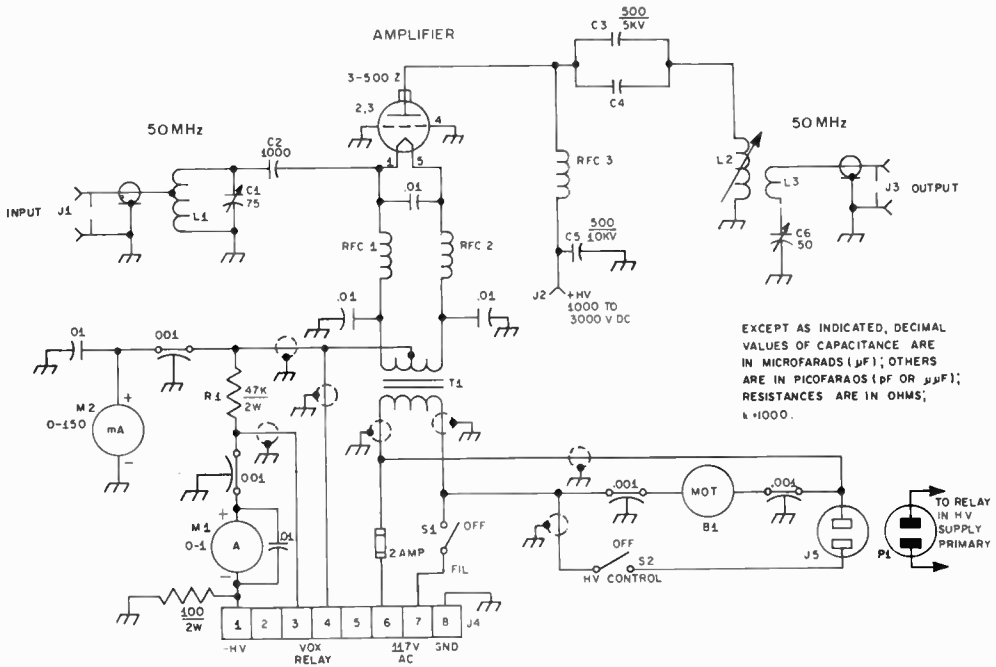 AMPLIFIER
500
5KV
C3
C4
3-500 Z
2,3
4
1
5
50 MHz
C2
1000
.01
C1
75
L1
INPUT
J1
RFC 1
RFC 2
RFC 3
C5
500
10KV
J2
+HV
1000 TO
3000 V DC
50 MHz
L2
L3
C6
50
J3
OUTPUT
.01
.01
01
001
M2
0-150
mA
+
–
R1
47K
2W
T1
EXCEPT AS INDICATED, DECIMAL
VALUES OF CAPACITANCE ARE
IN MICROFARADS (µF); OTHERS
ARE IN PICOFARAOS (pF OR µµF);
RESISTANCES ARE IN OHMS;
k=1000.
001
M1
0-1
A
+
–
.01
100
2W
2 AMP
S1
OFF
FIL
.001
MOT
B1
.001
OFF
S2
HV CONTROL
J5
P1
TO RELAY
IN HV
SUPPLY
PRIMARY
1 2 3 4 5 6 7 8
J4
-HV
VOX
RELAY
117V
AC
GND